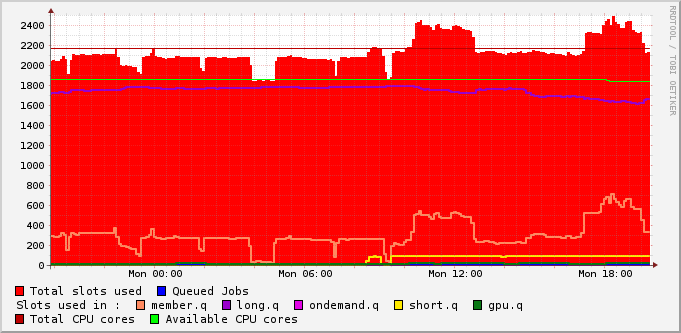 2400
2200
2000
1800
1600
1400
1200
1000
800
600
400
200
0
Mon 00:00 Mon 06:00 Mon 12:00 Mon 18:00
RRDTOOL / TOBI OETIKER
Total slots used Queued Jobs
Slots used in : member.q long.q ondemand.q short.q gpu.q
Total CPU cores Available CPU cores